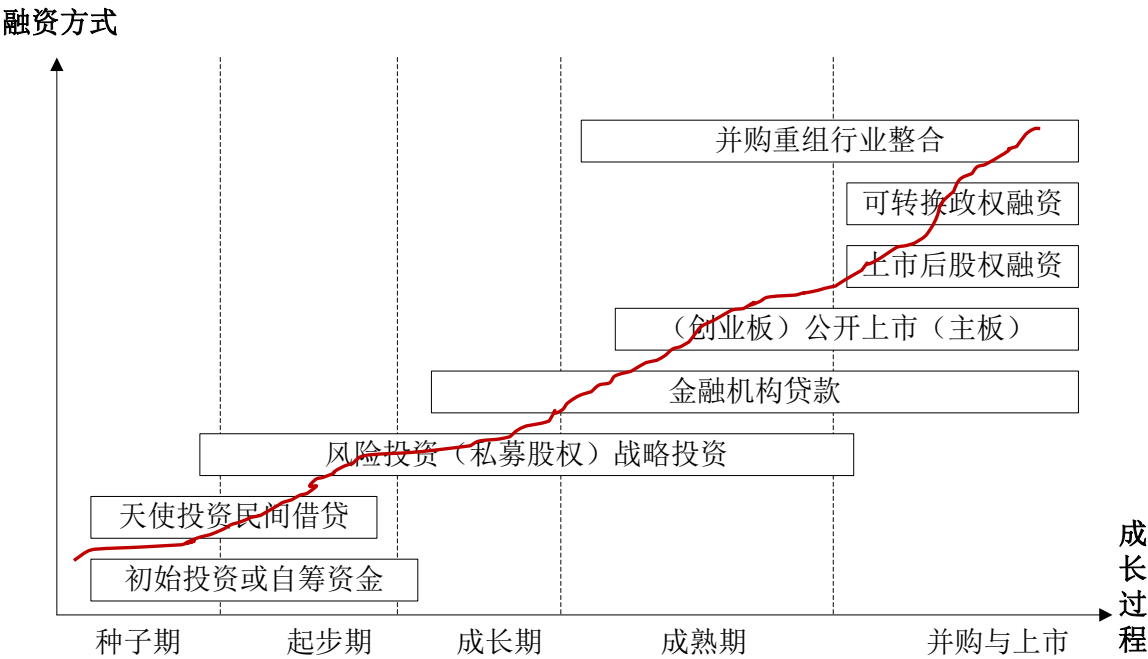 融资方式
并购重组行业整合
可转换政权融资
上市后股权融资
（创业板）公开上市（主板）
金融机构贷款
风险投资（私募股权）战略投资
天使投资民间借贷
初始投资或自筹资金
成长过程
种子期
起步期
成长期
成熟期
并购与上市